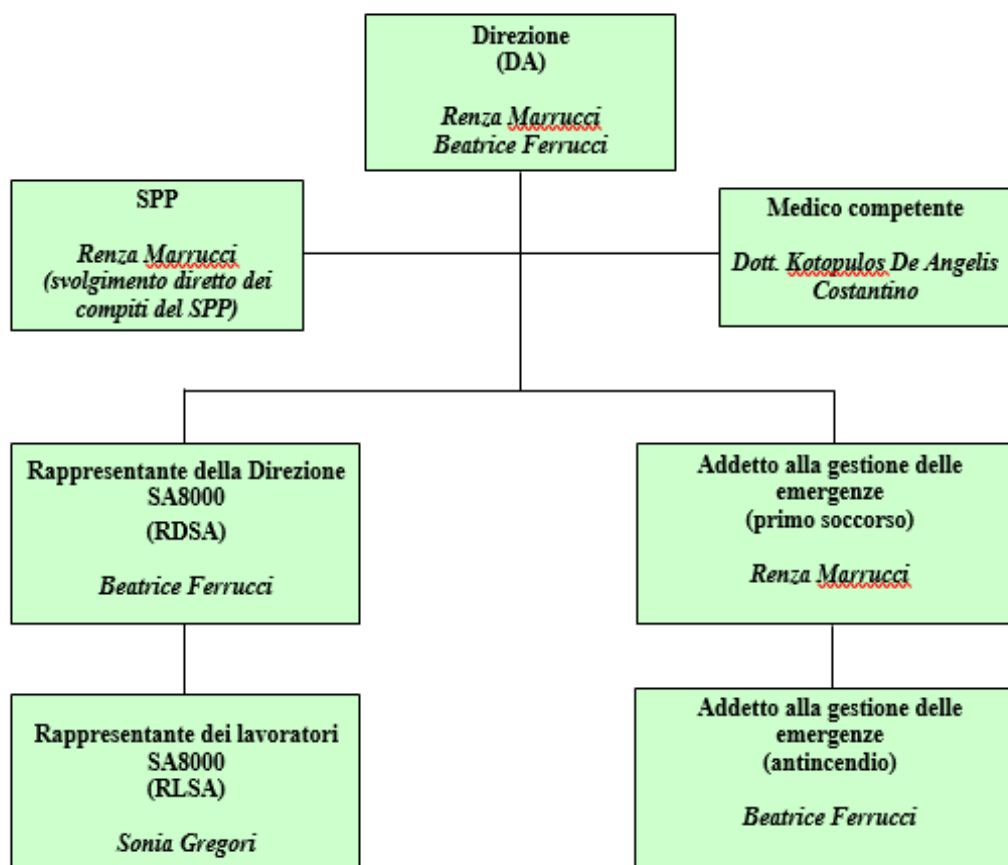 Direzione
(DA)
Renza Marrucci
Beatrice Ferrucci
SPP
Renza Marrucci
(svolgimento diretto dei
compiti del SPP)
Medico competente
Dott. Kotopulos De Angelis
Costantino
Rappresentante della Direzione
SA8000
(RDSA)
Beatrice Ferrucci
Addetto alla gestione delle
emergenze
(primo soccorso)
Renza Marrucci
Rappresentante dei lavoratori
SA8000
(RLSA)
Sonia Gregori
Addetto alla gestione delle
emergenze
(antincendio)
Beatrice Ferrucci